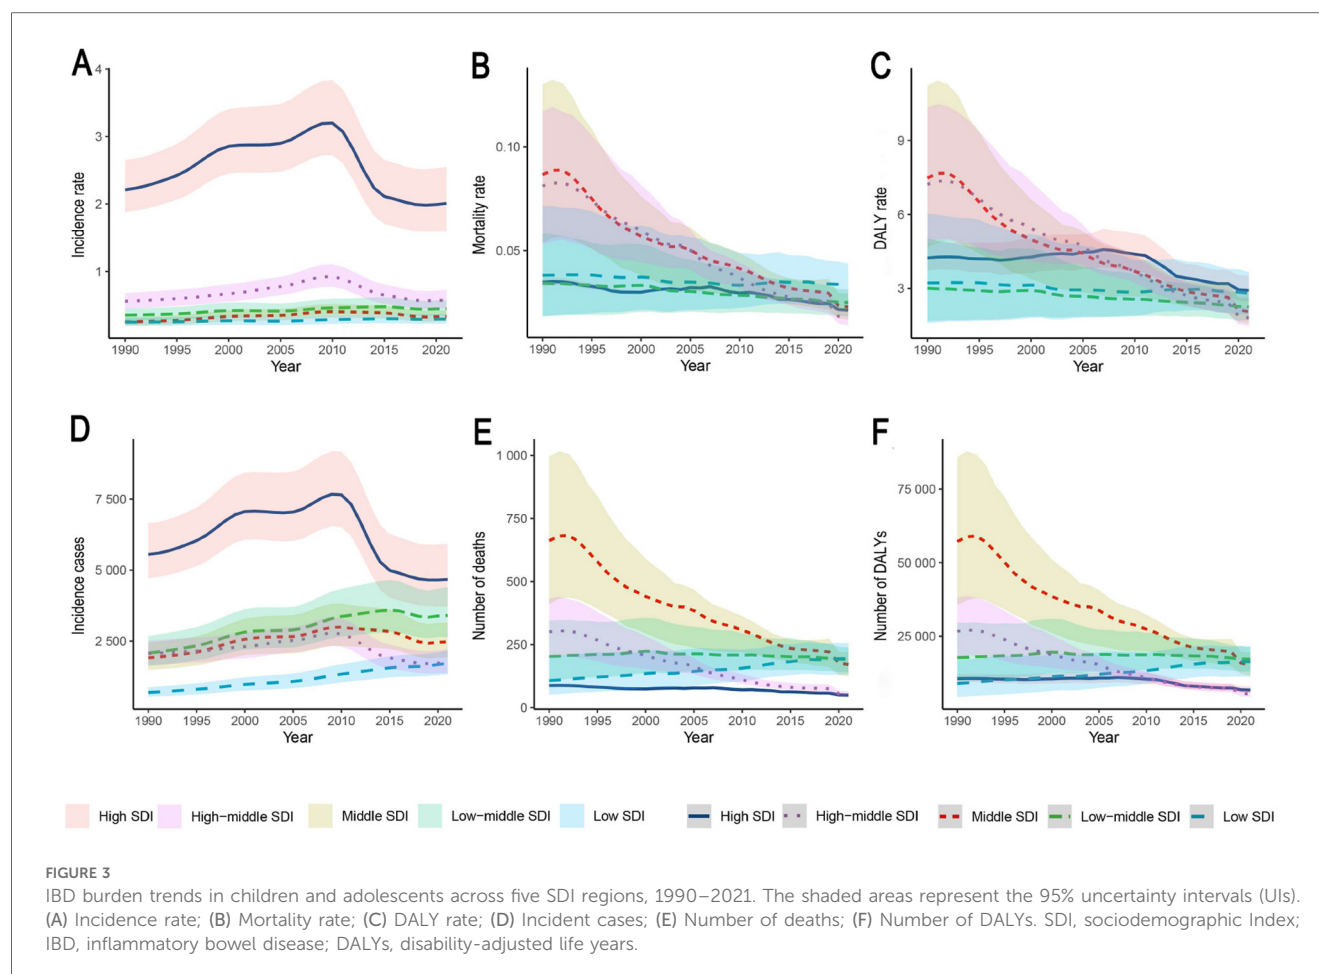 A
Incidence rate
4
3
2
1
1990 1995 2000 2005 2010 2015 2020
Year
B
Mortality rate
0.10
0.05
1990 1995 2000 2005 2010 2015 2020
Year
C
DALY rate
9
6
3
1990 1995 2000 2005 2010 2015 2020
Year
D
Incidence cases
7 500
5 000
2 500
1990 1995 2000 2005 2010 2015 2020
Year
E
Number of deaths
1 000
750
500
250
0
1990 1995 2000 2005 2010 2015 2020
Year
F
Number of DALYs
75 000
50 000
25 000
1990 1995 2000 2005 2010 2015 2020
Year
High SDI High−middle SDI Middle SDI Low−middle SDI Low SDI High SDI High−middle SDI Middle SDI Low−middle SDI Low SDI
FIGURE 3
IBD burden trends in children and adolescents across five SDI regions, 1990–2021. The shaded areas represent the 95% uncertainty intervals (UIs).
(A) Incidence rate; (B) Mortality rate; (C) DALY rate; (D) Incident cases; (E) Number of deaths; (F) Number of DALYs. SDI, sociodemographic Index;
IBD, inflammatory bowel disease; DALYs, disability-adjusted life years.